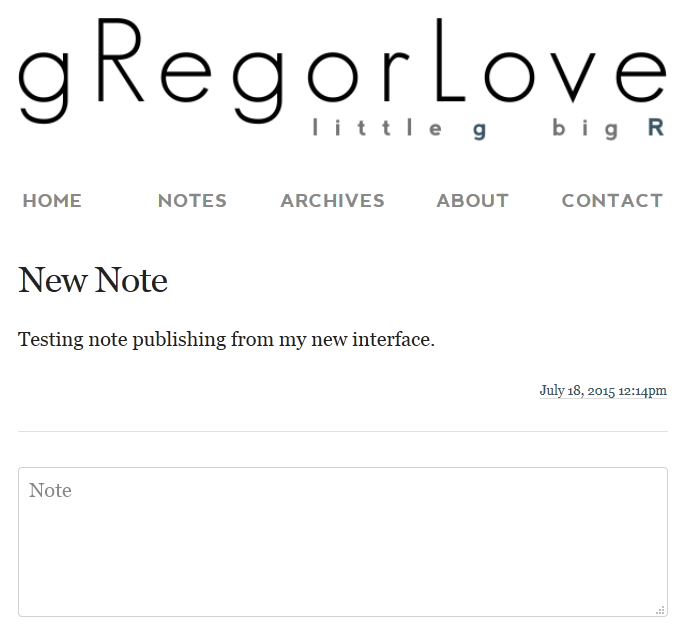 gRegorLove
little g big R
HOME NOTES ARCHIVES ABOUT CONTACT
New Note
Testing note publishing from my new interface.
July 18, 2015 12:14pm
Note